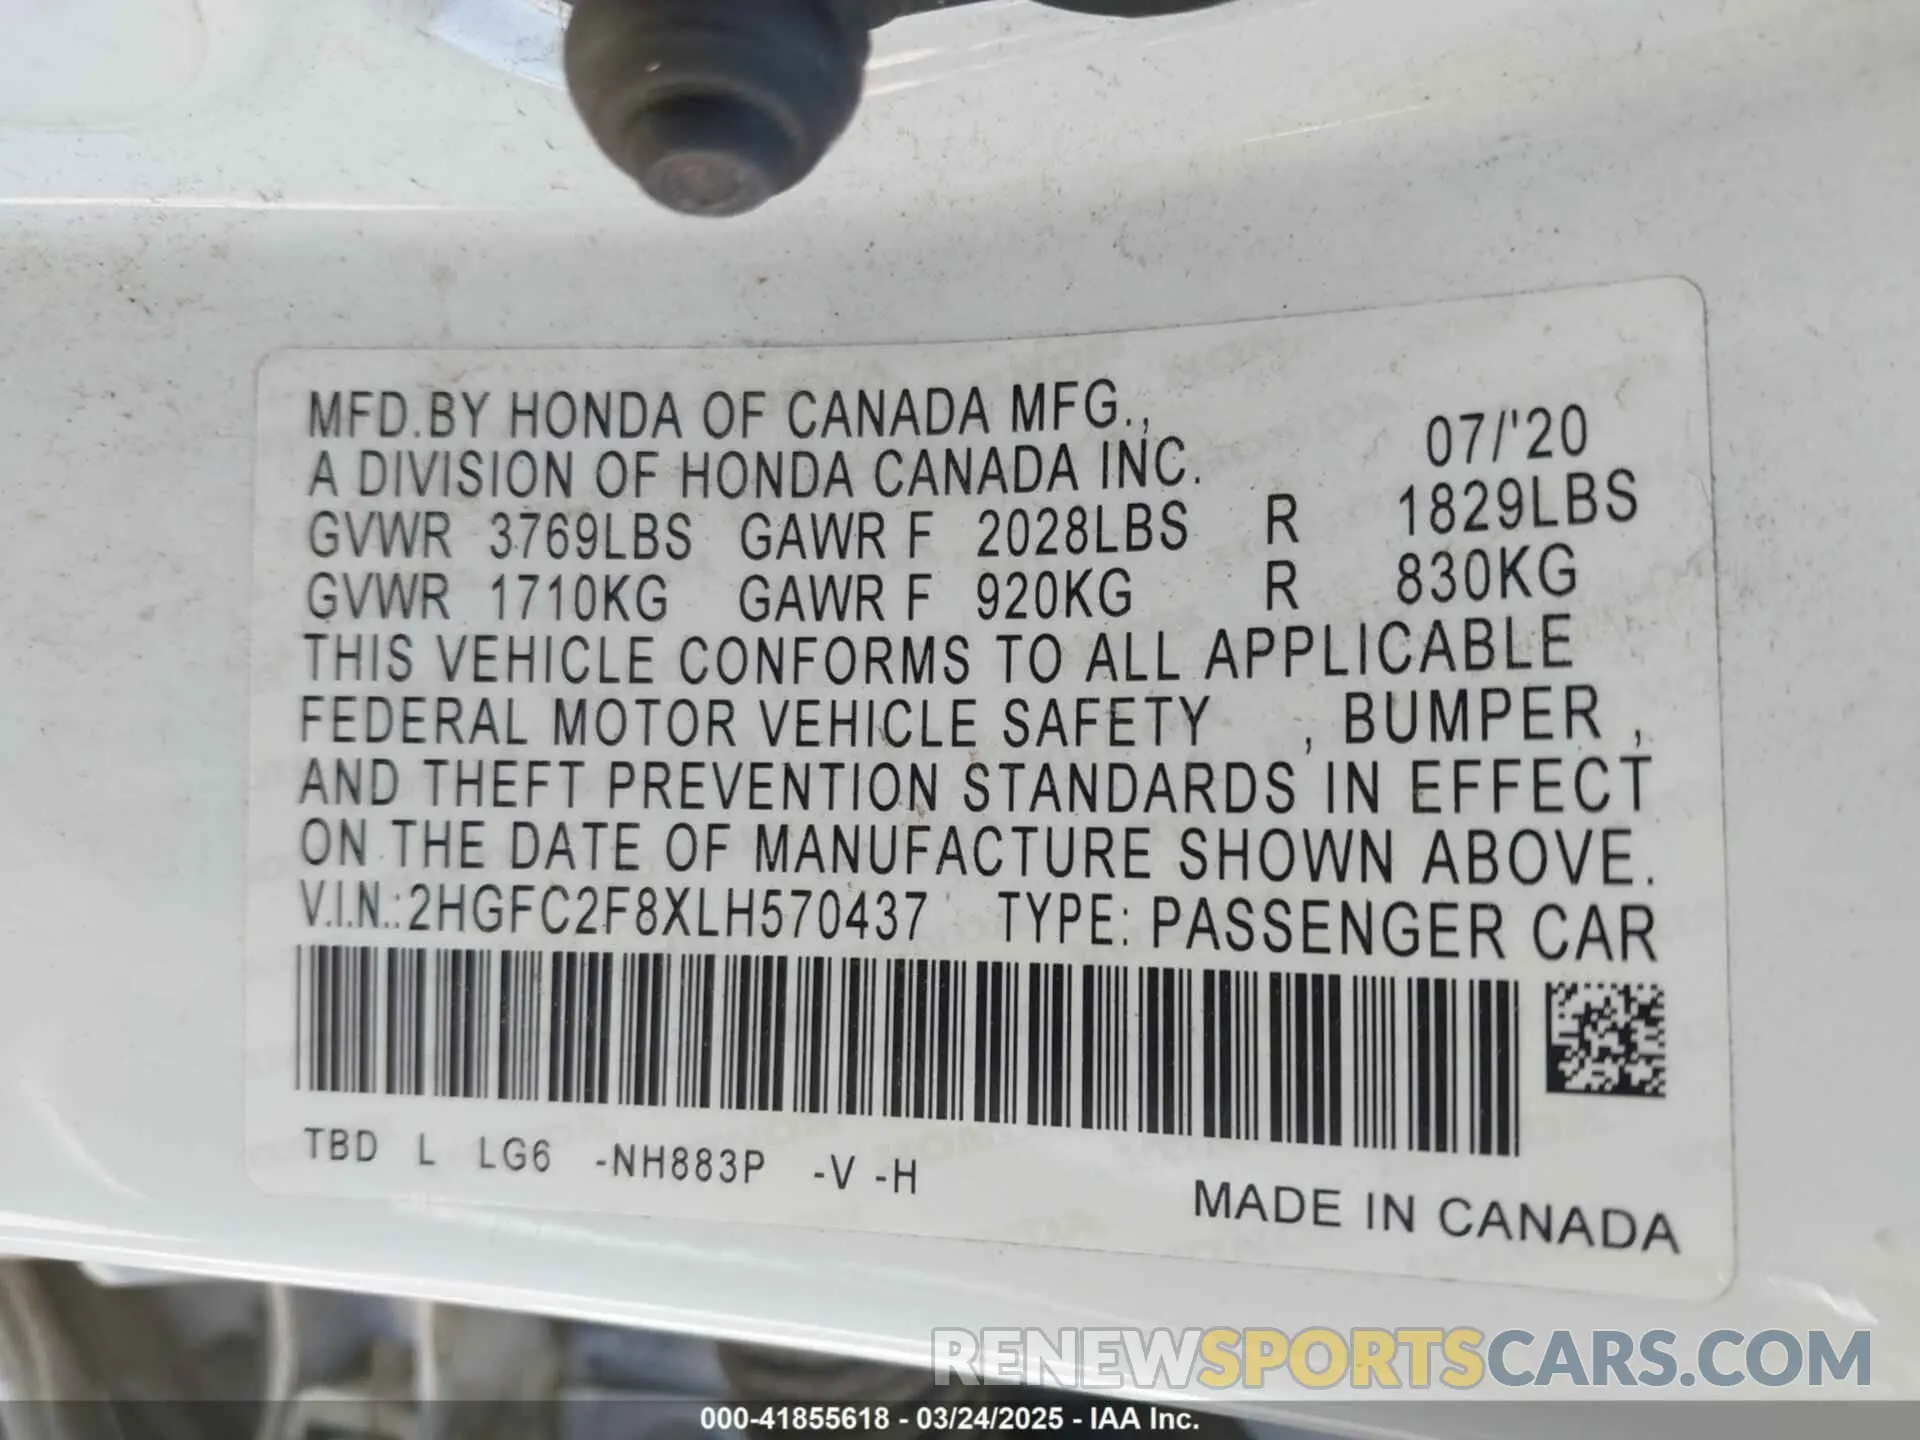 MFD.BY HONDA OF CANADA MFG., 07/'20
A DIVISION OF HONDA CANADA INC.
GVWR 3769LBS GAWR F 2028LBS R 1829LBS
GVWR 1710KG GAWR F 920KG R 830KG
THIS VEHICLE CONFORMS TO ALL APPLICABLE
FEDERAL MOTOR VEHICLE SAFETY , BUMPER ,
AND THEFT PREVENTION STANDARDS IN EFFECT
ON THE DATE OF MANUFACTURE SHOWN ABOVE.
V.I.N.:2HGFC2F8XLH570437 TYPE: PASSENGER CAR
TBD L LG6 -NH883P -V -H
MADE IN CANADA
RENEWSPORTSCARS.COM
000-41855618 - 03/24/2025 - IAA Inc.